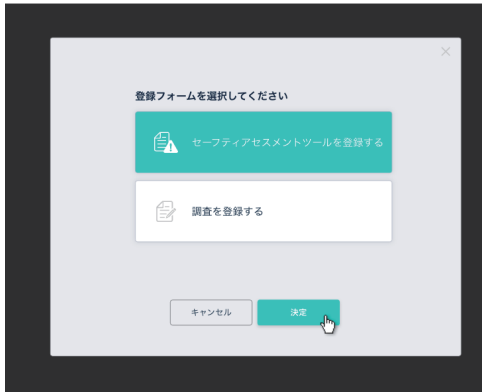 登録フォームを選択してください
セーフティアセスメントツールを登録する
調査を登録する
キャンセル
決定